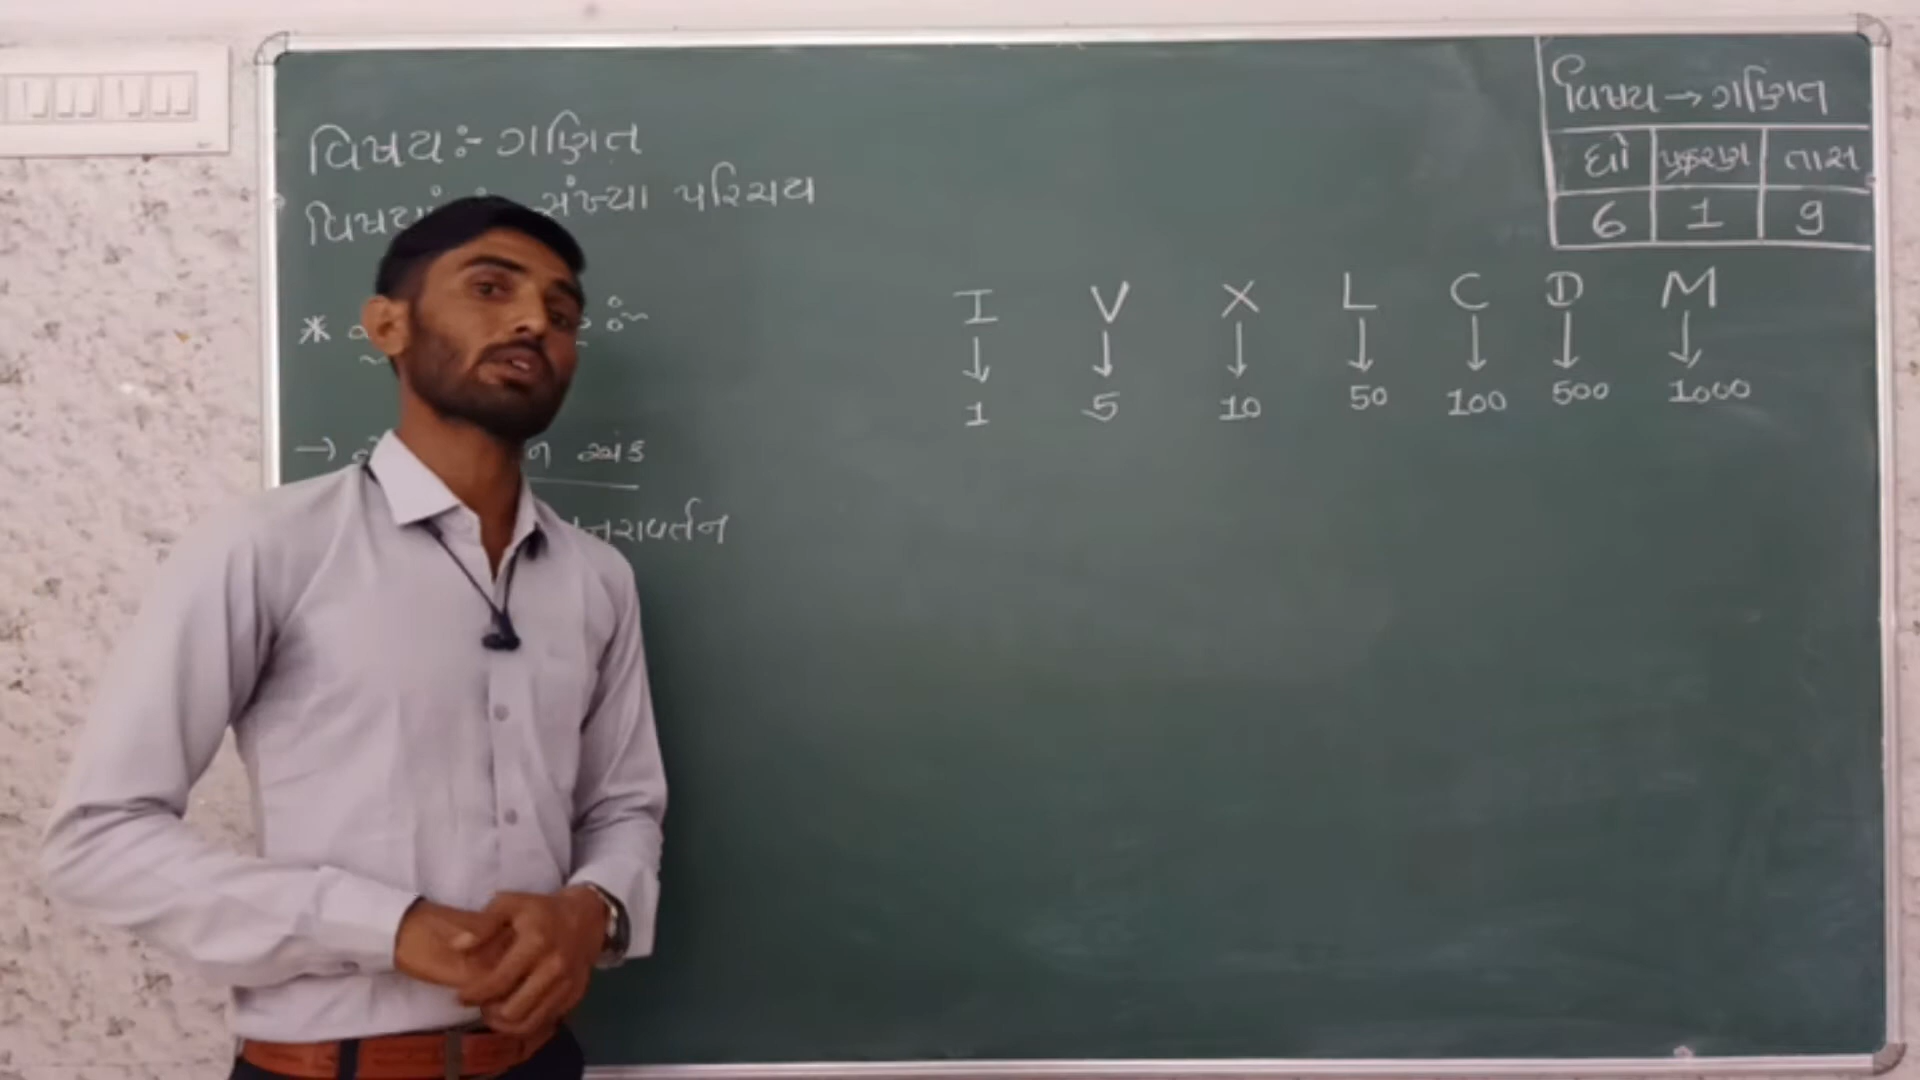 વિષય:- ગણિત
સંખ્યા પરિચય
અંક
વિષય → ગણિત
ધો પ્રકરણ તાસ
6 1 9
I V X L C D M
↓ ↓ ↓ ↓ ↓ ↓ ↓
1 5 10 50 100 500 1000